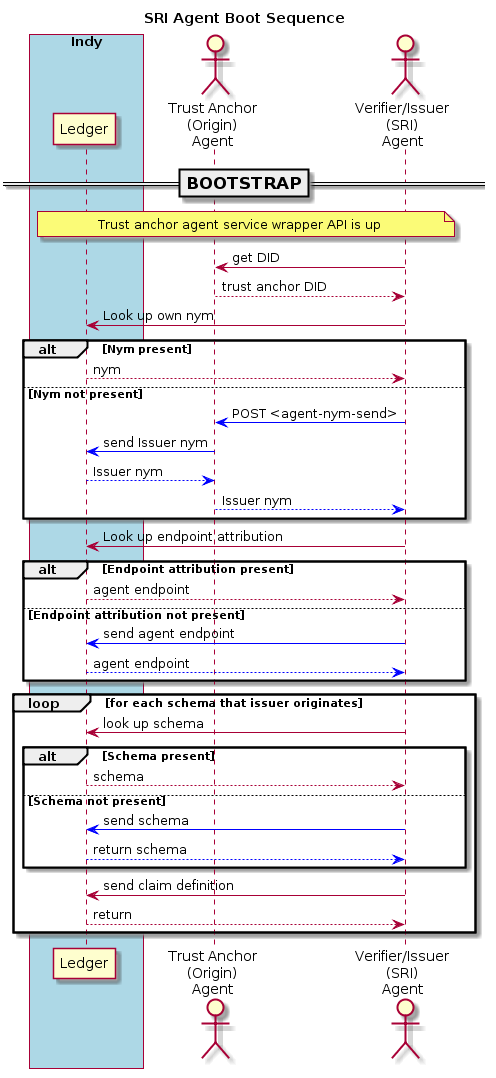 SRI Agent Boot Sequence
Indy
Ledger
Trust Anchor
(Origin)
Agent
Verifier/Issuer
(SRI)
Agent
BOOTSTRAP
Trust anchor agent service wrapper API is up
get DID
trust anchor DID
Look up own nym
alt [Nym present]
nym
[Nym not present]
POST <agent-nym-send>
send Issuer nym
Issuer nym
Issuer nym
Look up endpoint attribution
alt [Endpoint attribution present]
agent endpoint
[Endpoint attribution not present]
send agent endpoint
agent endpoint
loop [for each schema that issuer originates]
look up schema
alt [Schema present]
schema
[Schema not present]
send schema
return schema
send claim definition
return
Ledger
Trust Anchor
(Origin)
Agent
Verifier/Issuer
(SRI)
Agent